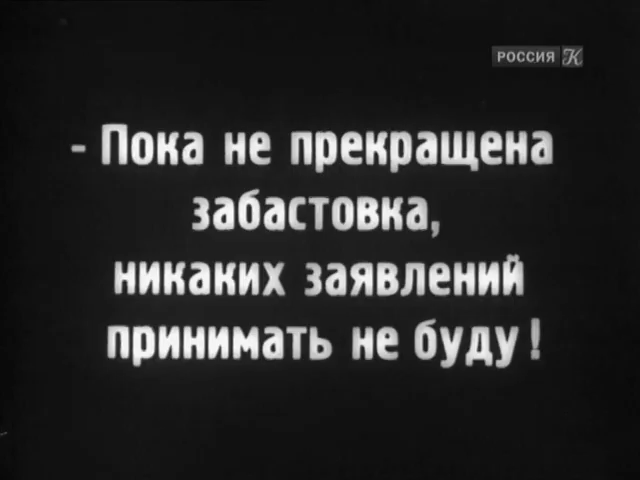 РОССИЯ К
- Пока не прекращена
забастовка,
никаких заявлений
принимать не буду!